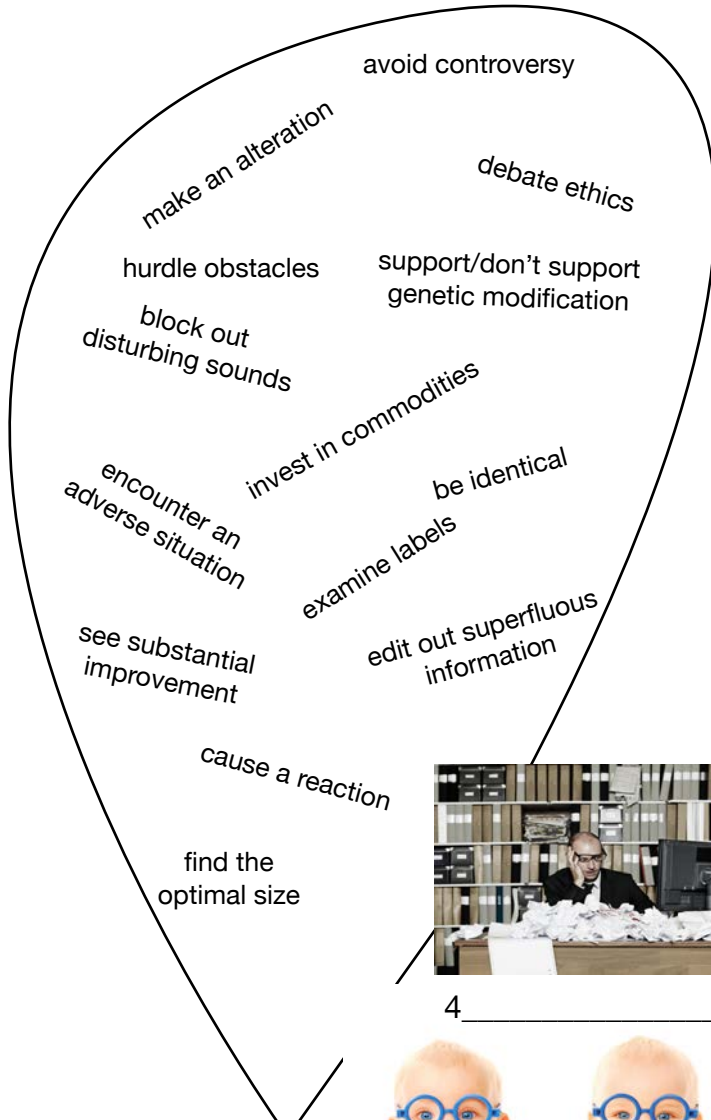 avoid controversy
make an alteration
debate ethics
hurdle obstacles
support/don't support
genetic modification
block out
disturbing sounds
invest in commodities
be identical
encounter an
adverse situation
examine labels
edit out superfluous
information
see substantial
improvement
cause a reaction
find the
optimal size
4__________________